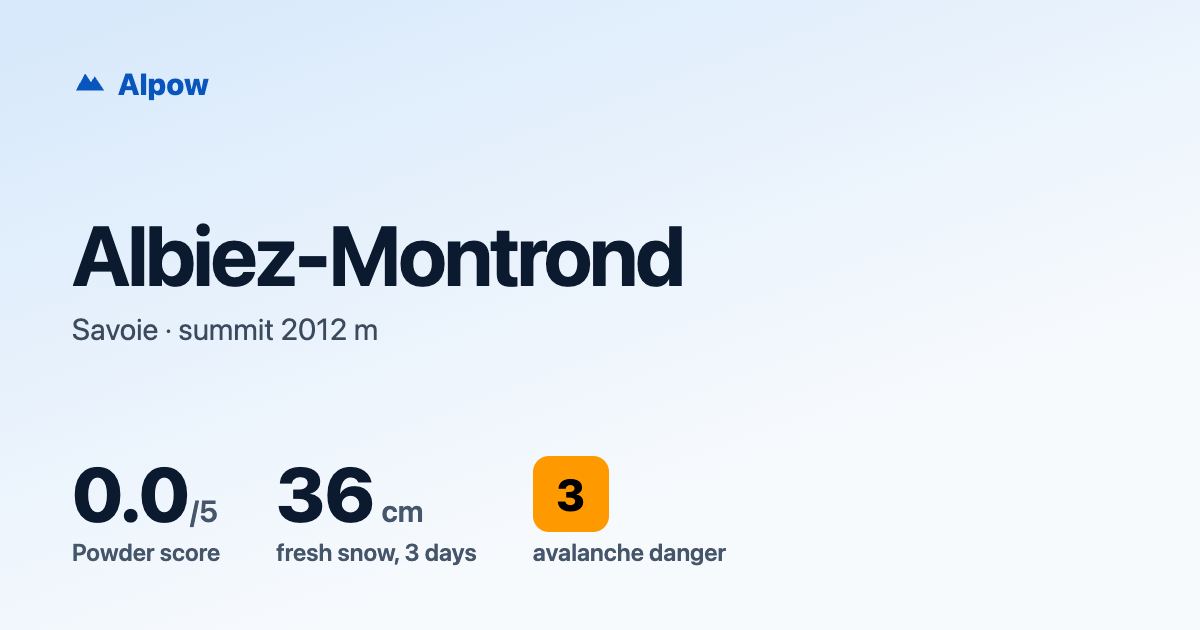 Alpow
Albiez-Montrond
Savoie · summit 2012 m
0.0/5 36 cm 3
Powder score fresh snow, 3 days avalanche danger